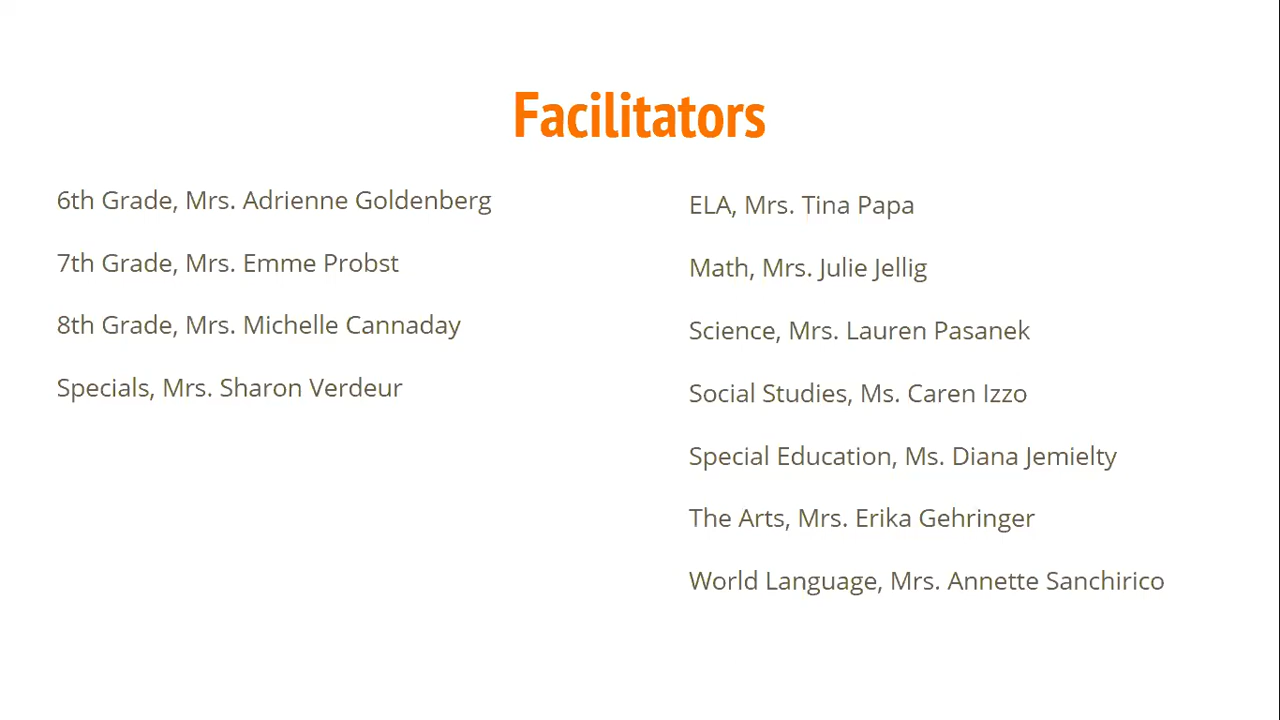 Facilitators
6th Grade, Mrs. Adrienne Goldenberg
7th Grade, Mrs. Emme Probst
8th Grade, Mrs. Michelle Cannaday
Specials, Mrs. Sharon Verdeur
ELA, Mrs. Tina Papa
Math, Mrs. Julie Jellig
Science, Mrs. Lauren Pasanek
Social Studies, Ms. Caren Izzo
Special Education, Ms. Diana Jemielty
The Arts, Mrs. Erika Gehringer
World Language, Mrs. Annette Sanchirico